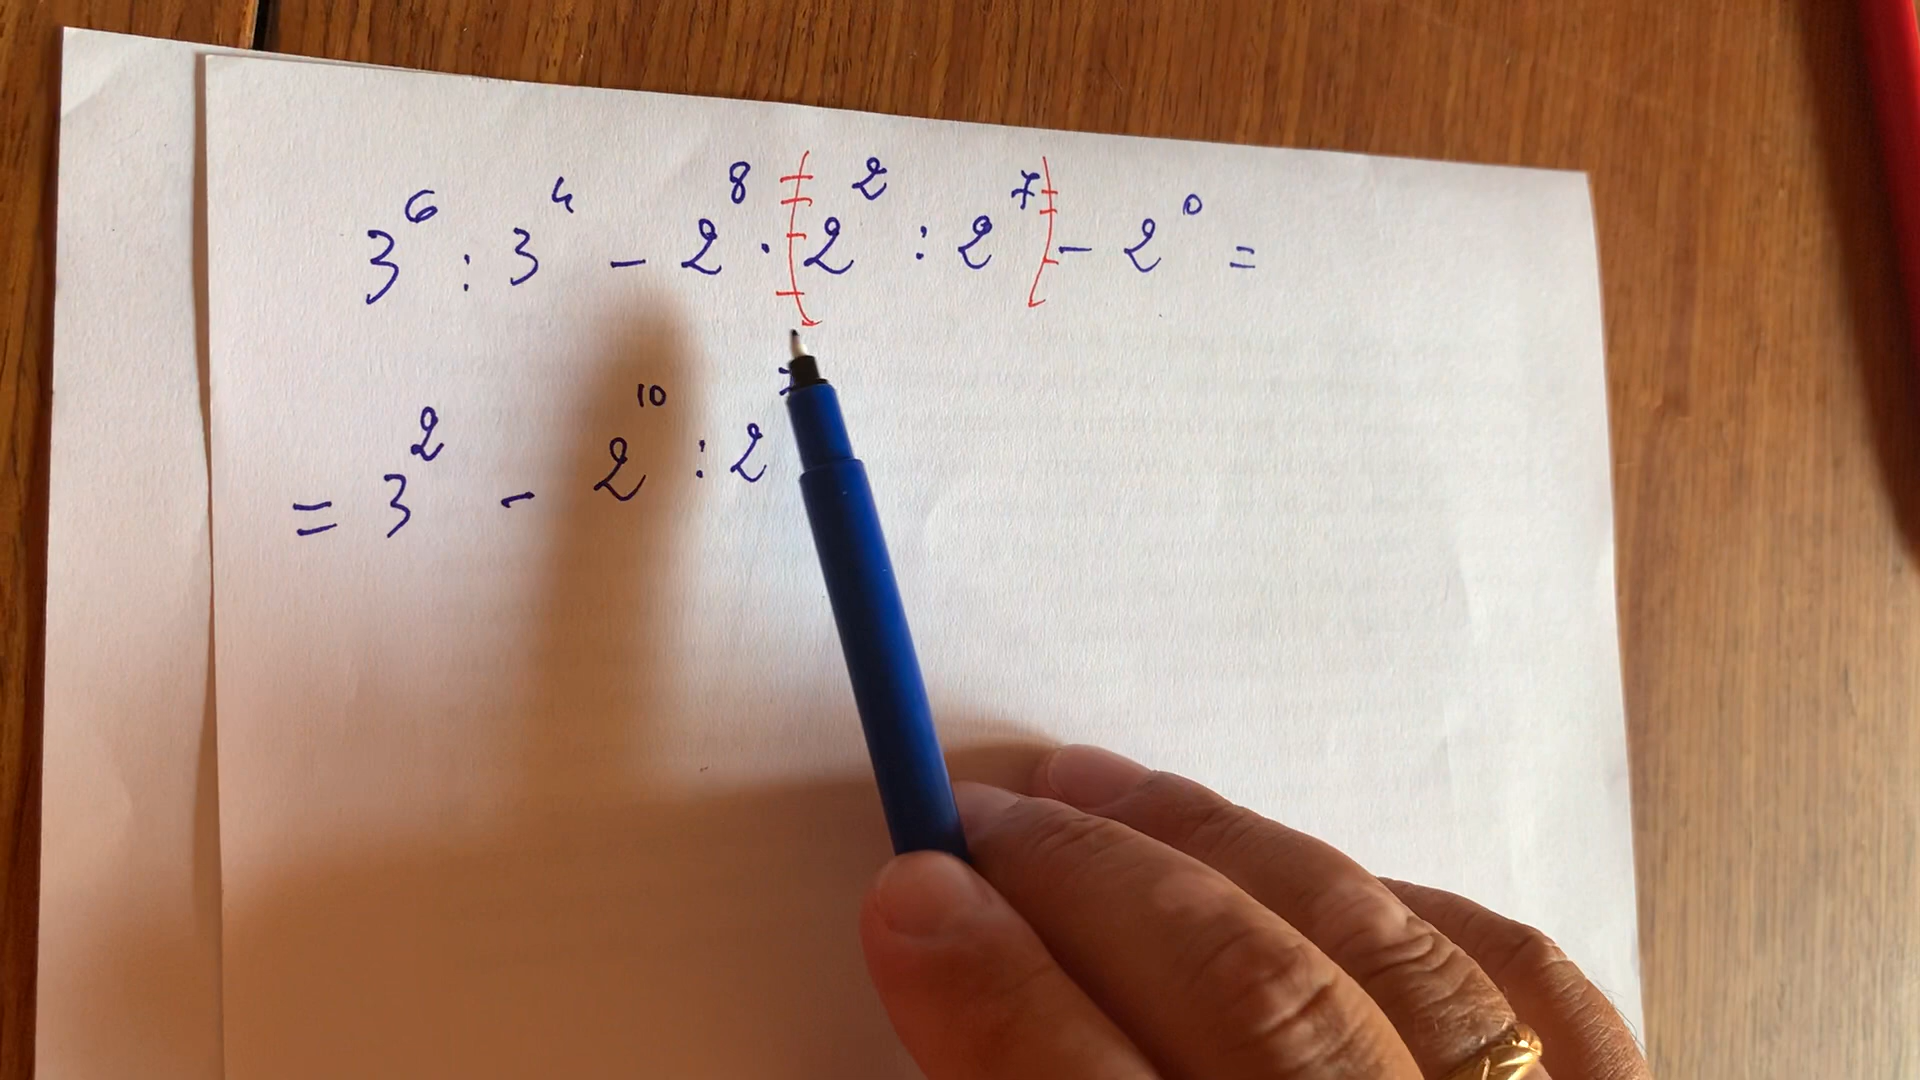 3⁶ : 3⁴ - 2⁸ · 2² : 2⁷ - 2⁰ =
= 3² - 2¹⁰ : 2